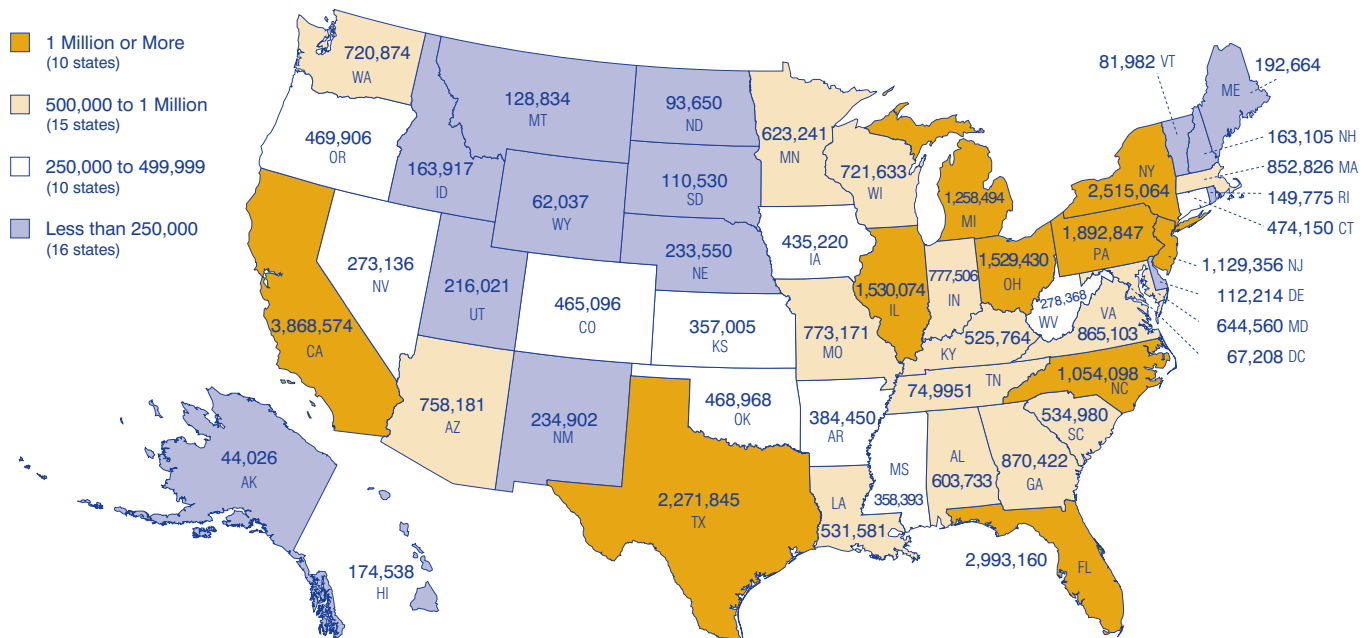 1 Million or More
(10 states)
500,000 to 1 Million
(15 states)
250,000 to 499,999
(10 states)
Less than 250,000
(16 states)
720,874
WA
469,906
OR
3,868,574
CA
273,136
NV
163,917
ID
128,834
MT
62,037
WY
216,021
UT
758,181
AZ
465,096
CO
234,902
NM
93,650
ND
110,530
SD
233,550
NE
357,005
KS
468,968
OK
2,271,845
TX
623,241
MN
435,220
IA
773,171
MO
384,450
AR
LA
531,581
721,633
WI
1,530,074
IL
1,258,494
MI
777,506
IN
1,529,430
OH
KY 525,764
TN
74,9951
MS
358,393
AL
603,733
870,422
GA
2,993,160
FL
534,980
SC
1,054,098
NC
VA
865,103
278,368
WV
1,892,847
PA
NY
2,515,064
81,982 VT
192,664
ME
163,105 NH
852,826 MA
149,775 RI
474,150 CT
1,129,356 NJ
112,214 DE
644,560 MD
67,208 DC
44,026
AK
174,538
HI